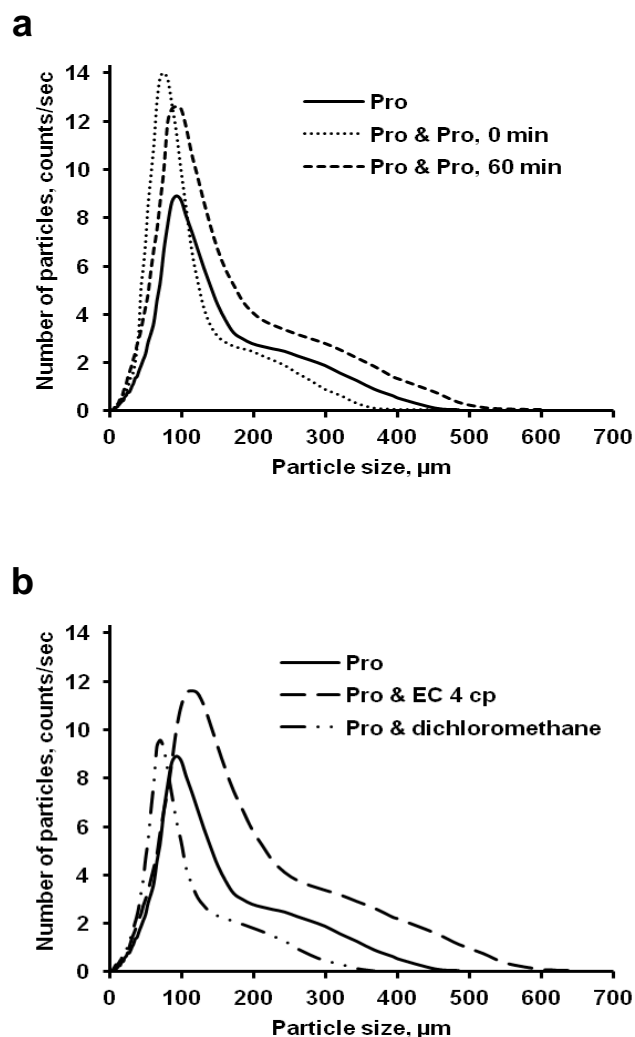 a
14
12
10
8
6
4
2
0
Number of particles, counts/sec
Pro
Pro & Pro, 0 min
Pro & Pro, 60 min
0 100 200 300 400 500 600 700
Particle size, µm
b
14
12
10
8
6
4
2
0
Number of particles, counts/sec
Pro
Pro & EC 4 cp
Pro & dichloromethane
0 100 200 300 400 500 600 700
Particle size, µm